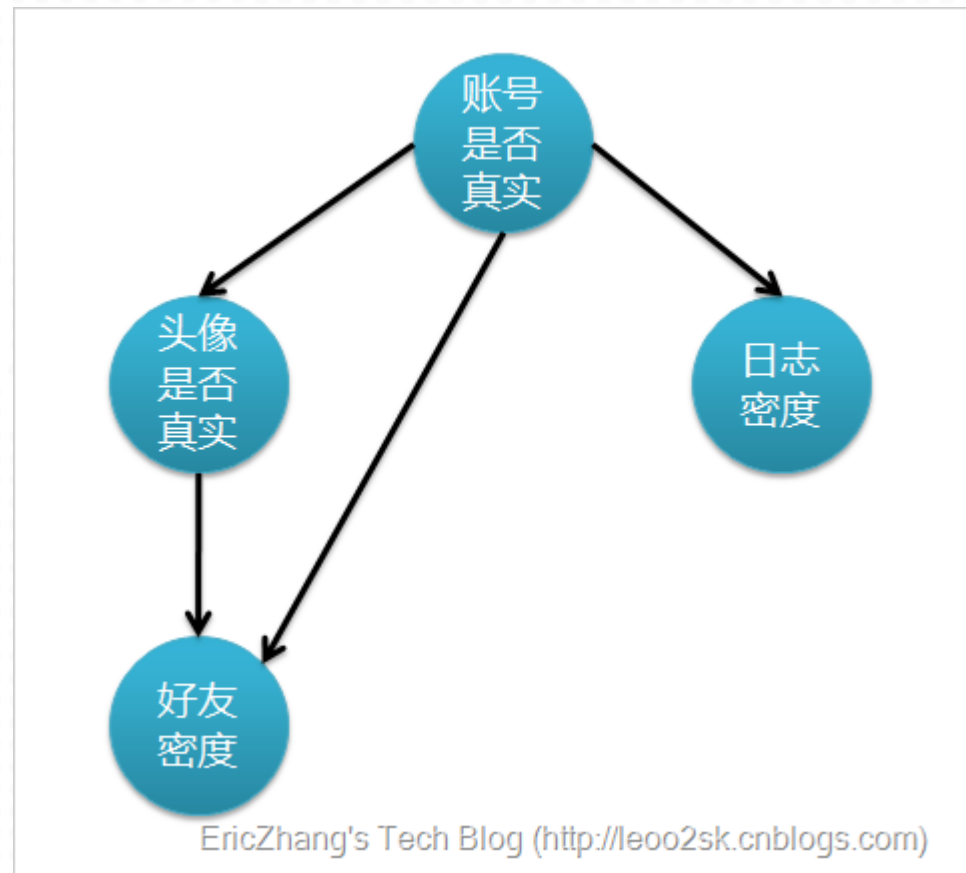 账号
是否
真实
头像
是否
真实
日志
密度
好友
密度
EricZhang's Tech Blog (http://leoo2sk.cnblogs.com)